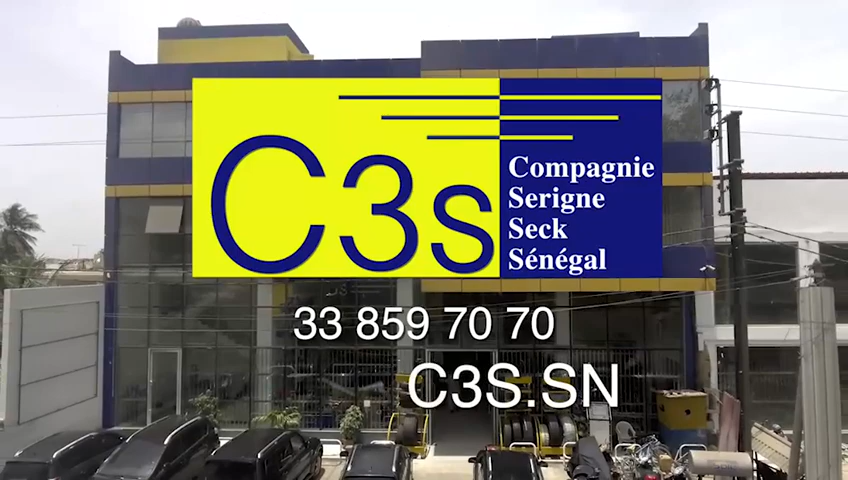 C3s
Compagnie
Serigne
Seck
Sénégal
33 859 70 70
C3S.SN